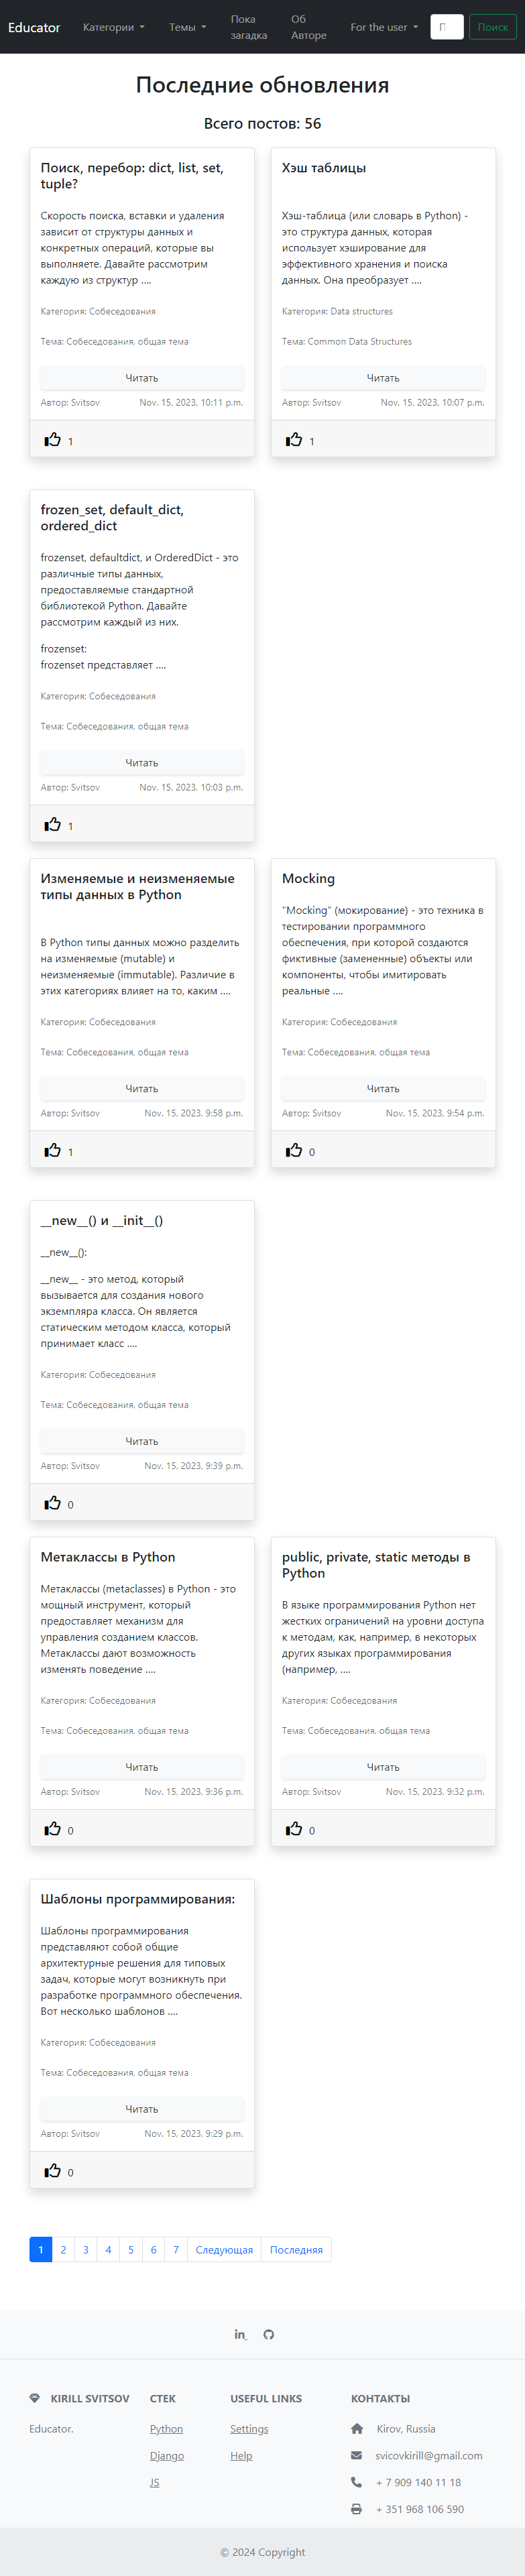 Educator
Категории
Темы
Пока
загадка
Об
Авторе
For the user
Поиск
Последние обновления
Всего постов: 56
Поиск, перебор: dict, list, set,
tuple?
Скорость поиска, вставки и удаления
зависит от структуры данных и
конкретных операций, которые вы
выполняете. Давайте рассмотрим
каждую из структур ....
Категория: Собеседования
Тема: Собеседования, общая тема
Читать
Автор: Svitsov Nov. 15, 2023, 10:11 p.m.
1
Хэш таблицы
Хэш-таблица (или словарь в Python) -
это структура данных, которая
использует хэширование для
эффективного хранения и поиска
данных. Она преобразует ....
Категория: Data structures
Тема: Common Data Structures
Читать
Автор: Svitsov Nov. 15, 2023, 10:07 p.m.
1
frozen_set, default_dict,
ordered_dict
frozenset, defaultdict, и OrderedDict - это
различные типы данных,
предоставляемые стандартной
библиотекой Python. Давайте
рассмотрим каждый из них.
frozenset:
frozenset представляет ....
Категория: Собеседования
Тема: Собеседования, общая тема
Читать
Автор: Svitsov Nov. 15, 2023, 10:03 p.m.
1
Изменяемые и неизменяемые
типы данных в Python
В Python типы данных можно разделить
на изменяемые (mutable) и
неизменяемые (immutable). Различие в
этих категориях влияет на то, каким ....
Категория: Собеседования
Тема: Собеседования, общая тема
Читать
Автор: Svitsov Nov. 15, 2023, 9:58 p.m.
1
Mocking
"Mocking" (мокирование) - это техника в
тестировании программного
обеспечения, при которой создаются
фиктивные (замененные) объекты или
компоненты, чтобы имитировать
реальные ....
Категория: Собеседования
Тема: Собеседования, общая тема
Читать
Автор: Svitsov Nov. 15, 2023, 9:54 p.m.
0
__new__() и __init__()
__new__():
__new__ - это метод, который
вызывается для создания нового
экземпляра класса. Он является
статическим методом класса, который
принимает класс ....
Категория: Собеседования
Тема: Собеседования, общая тема
Читать
Автор: Svitsov Nov. 15, 2023, 9:39 p.m.
0
Метаклассы в Python
Метаклассы (metaclasses) в Python - это
мощный инструмент, который
предоставляет механизм для
управления созданием классов.
Метаклассы дают возможность
изменять поведение ....
Категория: Собеседования
Тема: Собеседования, общая тема
Читать
Автор: Svitsov Nov. 15, 2023, 9:36 p.m.
0
public, private, static методы в
Python
В языке программирования Python нет
жестких ограничений на уровни доступа
к методам, как, например, в некоторых
других языках программирования
(например, ....
Категория: Собеседования
Тема: Собеседования, общая тема
Читать
Автор: Svitsov Nov. 15, 2023, 9:32 p.m.
0
Шаблоны программирования:
Шаблоны программирования
представляют собой общие
архитектурные решения для типовых
задач, которые могут возникнуть при
разработке программного обеспечения.
Вот несколько шаблонов ....
Категория: Собеседования
Тема: Собеседования, общая тема
Читать
Автор: Svitsov Nov. 15, 2023, 9:29 p.m.
0
1 2 3 4 5 6 7 Следующая Последняя
KIRILL SVITSOV
Educator.
СТЕК
Python
Django
JS
USEFUL LINKS
Settings
Help
КОНТАКТЫ
Kirov, Russia
svicovkirill@gmail.com
+ 7 909 140 11 18
+ 351 968 106 590
© 2024 Copyright